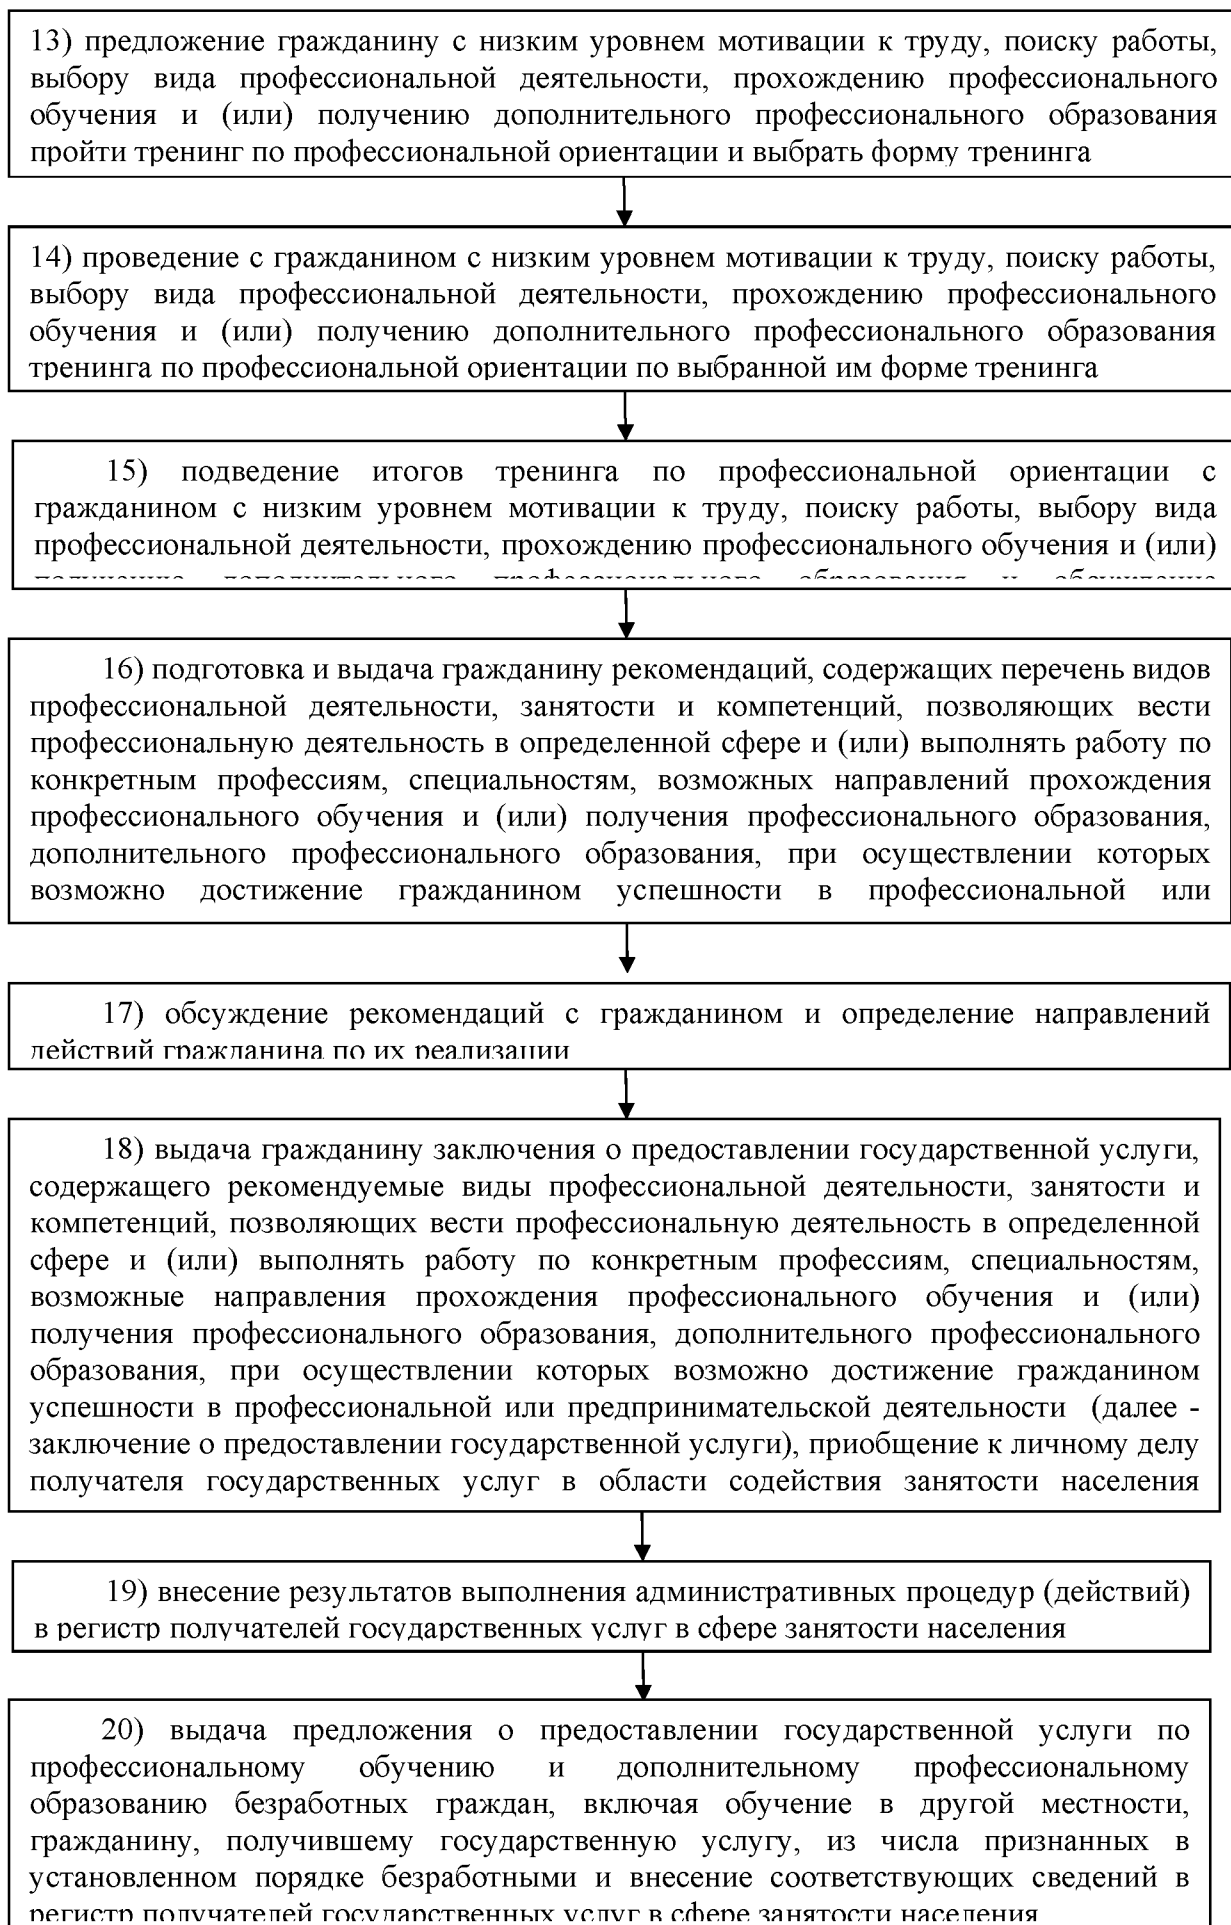 13) предложение гражданину с низким уровнем мотивации к труду, поиску работы,
выбору вида профессиональной деятельности, прохождению профессионального
обучения и (или) получению дополнительного профессионального образования
пройти тренинг по профессиональной ориентации и выбрать форму тренинга
14) проведение с гражданином с низким уровнем мотивации к труду, поиску работы,
выбору вида профессиональной деятельности, прохождению профессионального
обучения и (или) получению дополнительного профессионального образования
тренинга по профессиональной ориентации по выбранной им форме тренинга
15) подведение итогов тренинга по профессиональной ориентации с
гражданином с низким уровнем мотивации к труду, поиску работы, выбору вида
профессиональной деятельности, прохождению профессионального обучения и (или)
получению дополнительного профессионального образования и обсуждение
16) подготовка и выдача гражданину рекомендаций, содержащих перечень видов
профессиональной деятельности, занятости и компетенций, позволяющих вести
профессиональную деятельность в определенной сфере и (или) выполнять работу по
конкретным профессиям, специальностям, возможных направлений прохождения
профессионального обучения и (или) получения профессионального образования,
дополнительного профессионального образования, при осуществлении которых
возможно достижение гражданином успешности в профессиональной или
17) обсуждение рекомендаций с гражданином и определение направлений
действий гражданина по их реализации
18) выдача гражданину заключения о предоставлении государственной услуги,
содержащего рекомендуемые виды профессиональной деятельности, занятости и
компетенций, позволяющих вести профессиональную деятельность в определенной
сфере и (или) выполнять работу по конкретным профессиям, специальностям,
возможные направления прохождения профессионального обучения и (или)
получения профессионального образования, дополнительного профессионального
образования, при осуществлении которых возможно достижение гражданином
успешности в профессиональной или предпринимательской деятельности (далее -
заключение о предоставлении государственной услуги), приобщение к личному делу
получателя государственных услуг в области содействия занятости населения
19) внесение результатов выполнения административных процедур (действий)
в регистр получателей государственных услуг в сфере занятости населения
20) выдача предложения о предоставлении государственной услуги по
профессиональному обучению и дополнительному профессиональному
образованию безработных граждан, включая обучение в другой местности,
гражданину, получившему государственную услугу, из числа признанных в
установленном порядке безработными и внесение соответствующих сведений в
регистр получателей государственных услуг в сфере занятости населения